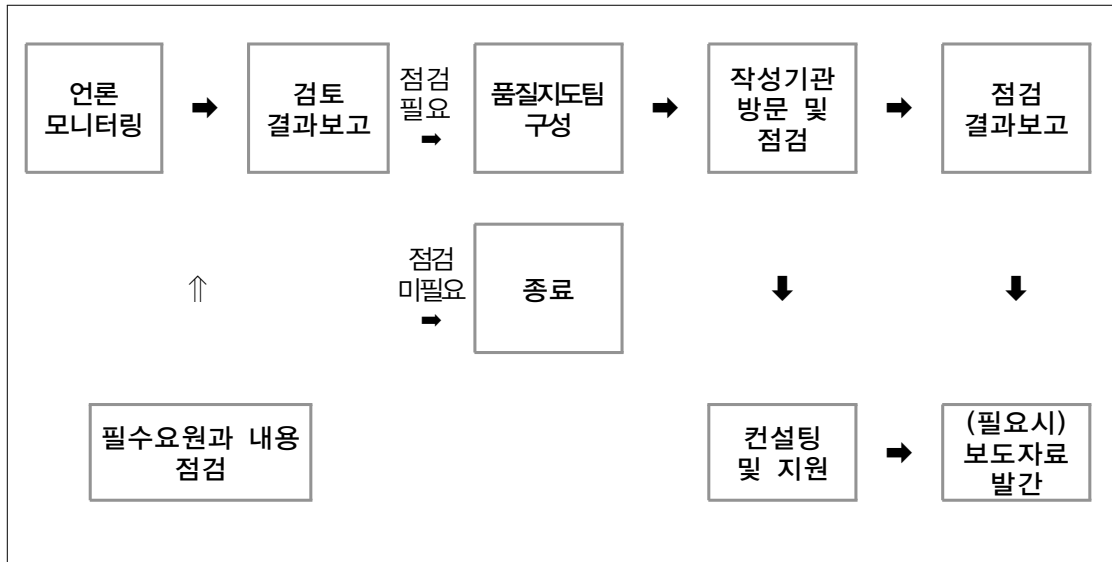 언론
모니터링
➡
검토
결과보고
점검
필요
➡
품질지도팀
구성
➡
작성기관
방문 및
점검
➡
점검
결과보고
⇑
점검
미필요
➡
종료
⬇
⬇
필수요원과 내용
점검
컨설팅
및 지원
➡
(필요시)
보도자료
발간